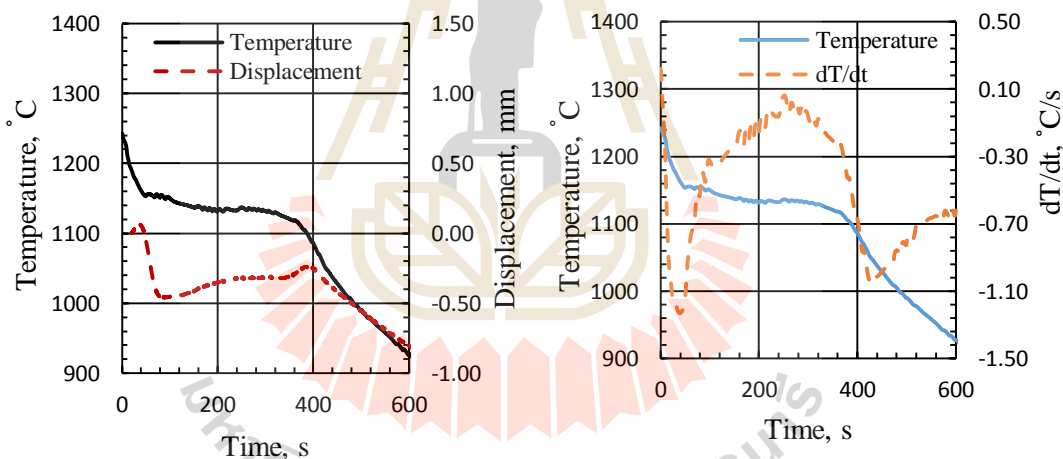 1400
1300
1200
1100
1000
900
Temperature, °C
Temperature
Displacement
1.50
1.00
0.50
0.00
-0.50
-1.00
Displacement, mm
0 200 400 600
Time, s
1400
1300
1200
1100
1000
900
Temperature, °C
Temperature
dT/dt
0.50
0.10
-0.30
-0.70
-1.10
-1.50
dT/dt, °C/s
0 200 400 600
Time, s